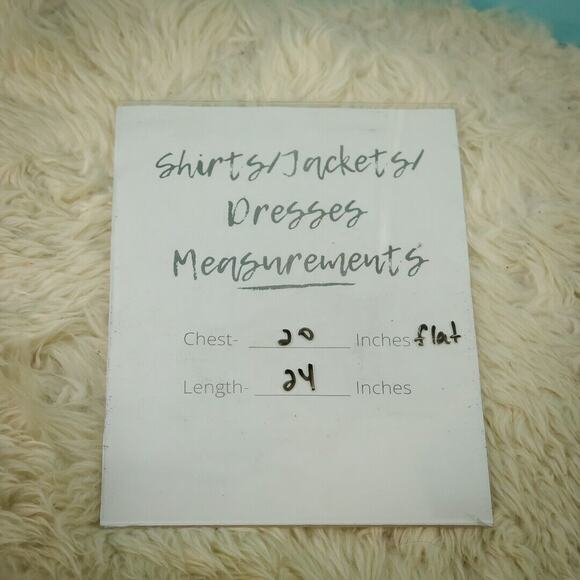 Shirts/Jackets/
Dresses
Measurements
Chest- 20 Inches flat
Length- 24 Inches